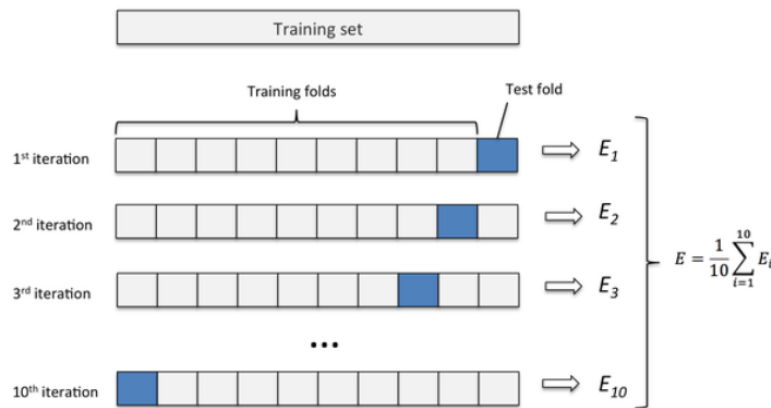 Training set
Training folds
Test fold
1st iteration
E1
2nd iteration
E2
3rd iteration
E3
E = 1/10 10∑i=1 Ei
...
10th iteration
E10